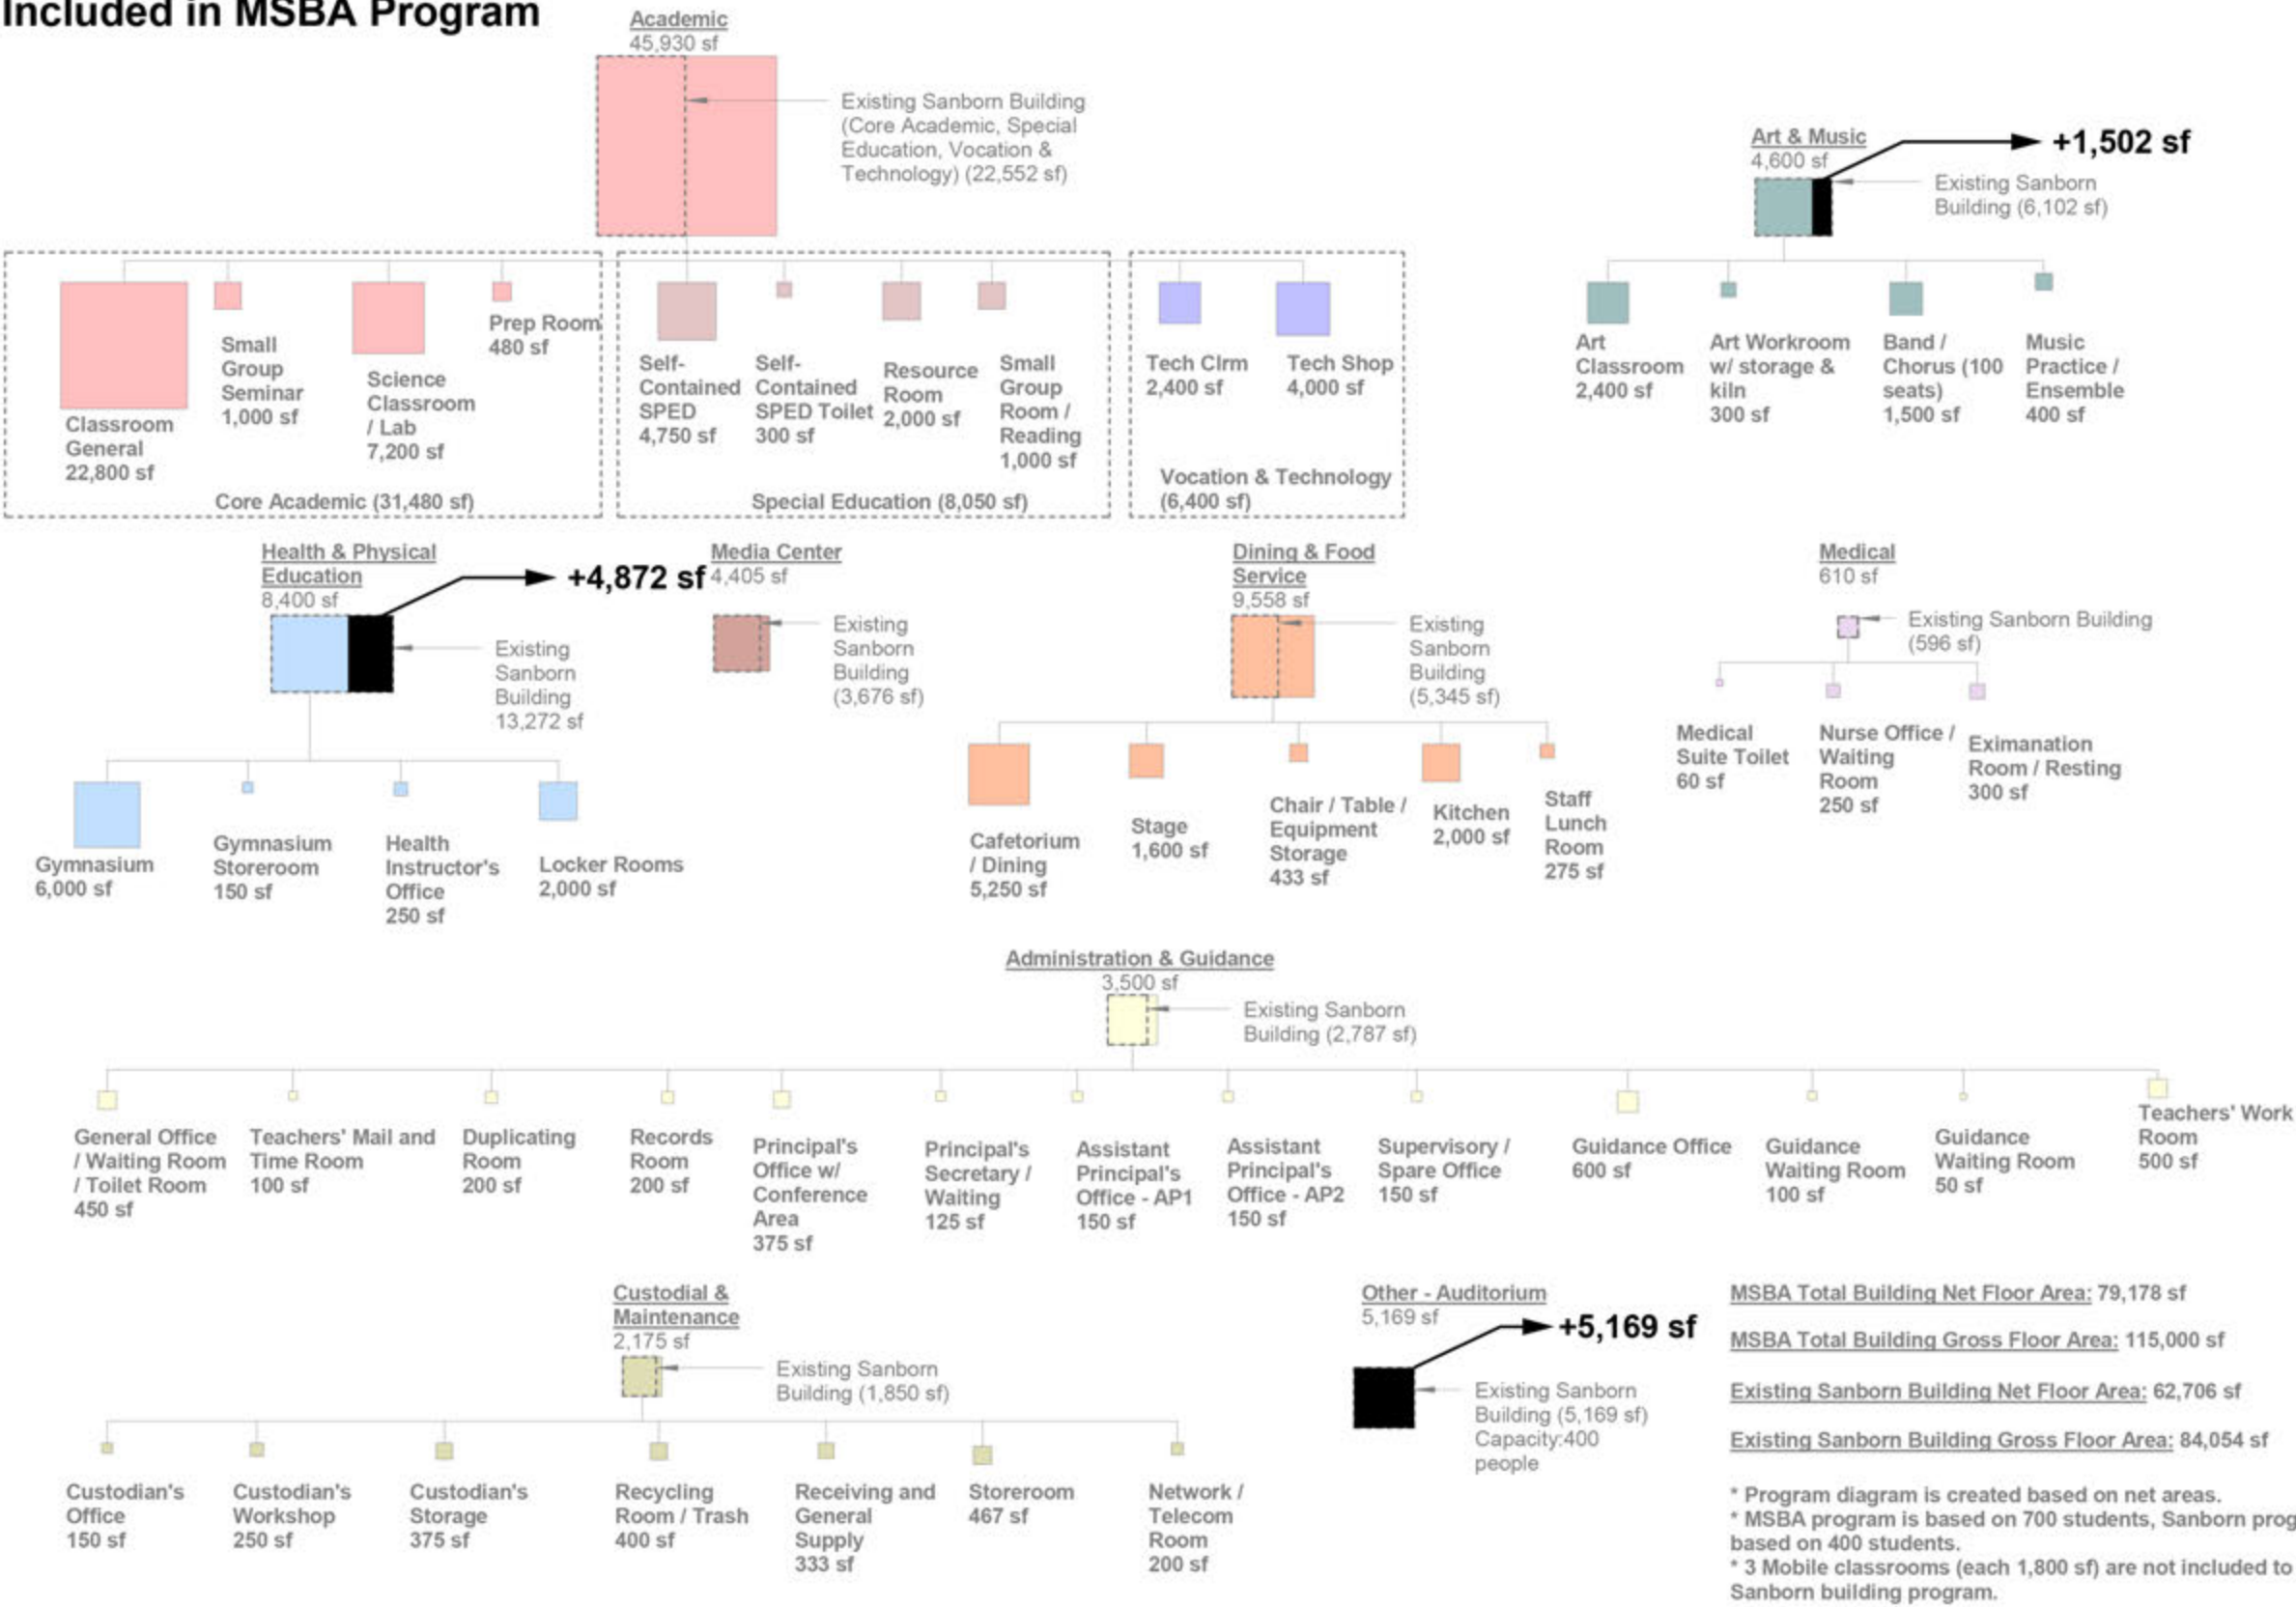 Included in MSBA Program
Academic
45,930 sf
Existing Sanborn Building
(Core Academic, Special
Education, Vocation &
Technology) (22,552 sf)
Art & Music
4,600 sf
+1,502 sf
Existing Sanborn
Building (6,102 sf)
Classroom
General
22,800 sf
Small
Group
Seminar
1,000 sf
Science
Classroom
/ Lab
7,200 sf
Prep Room
480 sf
Core Academic (31,480 sf)
Self-
Contained
SPED
4,750 sf
Self-
Contained
SPED Toilet
300 sf
Resource
Room
2,000 sf
Small
Group
Room /
Reading
1,000 sf
Special Education (8,050 sf)
Tech Clrm
2,400 sf
Tech Shop
4,000 sf
Vocation & Technology
(6,400 sf)
Art
Classroom
2,400 sf
Art Workroom
w/ storage &
kiln
300 sf
Band /
Chorus (100
seats)
1,500 sf
Music
Practice /
Ensemble
400 sf
Health & Physical
Education
8,400 sf
+4,872 sf
Existing
Sanborn
Building
13,272 sf
Gymnasium
6,000 sf
Gymnasium
Storeroom
150 sf
Health
Instructor's
Office
250 sf
Locker Rooms
2,000 sf
Media Center
4,405 sf
Existing
Sanborn
Building
(3,676 sf)
Dining & Food
Service
9,558 sf
Existing
Sanborn
Building
(5,345 sf)
Cafetorium
/ Dining
5,250 sf
Stage
1,600 sf
Chair / Table /
Equipment
Storage
433 sf
Kitchen
2,000 sf
Staff
Lunch
Room
275 sf
Medical
610 sf
Existing Sanborn Building
(596 sf)
Medical
Suite Toilet
60 sf
Nurse Office /
Waiting
Room
250 sf
Eximanation
Room / Resting
300 sf
Administration & Guidance
3,500 sf
Existing Sanborn
Building (2,787 sf)
General Office
/ Waiting Room
/ Toilet Room
450 sf
Teachers' Mail and
Time Room
100 sf
Duplicating
Room
200 sf
Records
Room
200 sf
Principal's
Office w/
Conference
Area
375 sf
Principal's
Secretary /
Waiting
125 sf
Assistant
Principal's
Office - AP1
150 sf
Assistant
Principal's
Office - AP2
150 sf
Supervisory /
Spare Office
150 sf
Guidance Office
600 sf
Guidance
Waiting Room
100 sf
Guidance
Waiting Room
50 sf
Teachers' Work
Room
500 sf
Custodial &
Maintenance
2,175 sf
Existing Sanborn
Building (1,850 sf)
Custodian's
Office
150 sf
Custodian's
Workshop
250 sf
Custodian's
Storage
375 sf
Recycling
Room / Trash
400 sf
Receiving and
General
Supply
333 sf
Storeroom
467 sf
Network /
Telecom
Room
200 sf
Other - Auditorium
5,169 sf
+5,169 sf
Existing Sanborn
Building (5,169 sf)
Capacity:400
people
MSBA Total Building Net Floor Area: 79,178 sf
MSBA Total Building Gross Floor Area: 115,000 sf
Existing Sanborn Building Net Floor Area: 62,706 sf
Existing Sanborn Building Gross Floor Area: 84,054 sf
* Program diagram is created based on net areas.
* MSBA program is based on 700 students, Sanborn prog
based on 400 students.
* 3 Mobile classrooms (each 1,800 sf) are not included to
Sanborn building program.